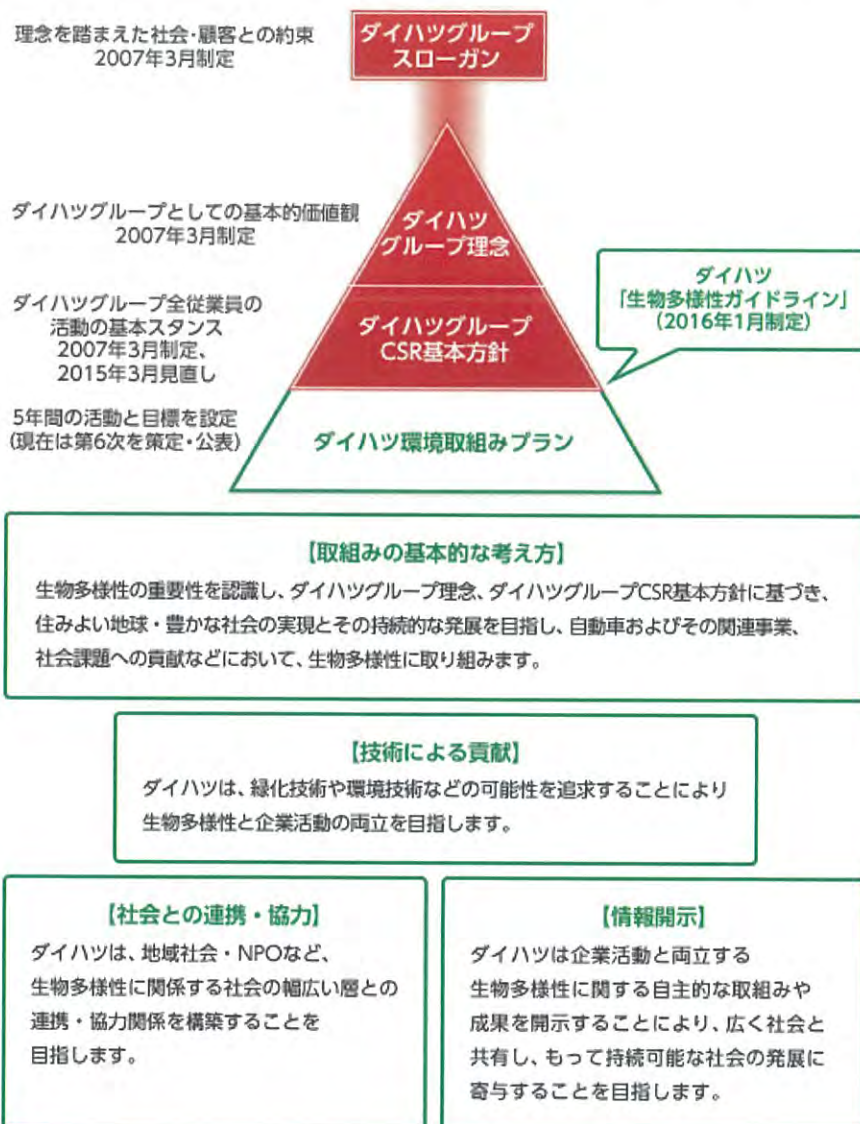 理念を踏まえた社会・顧客との約束
2007年3月制定
ダイハツグループ
スローガン
ダイハツグループとしての基本的価値観
2007年3月制定
ダイハツ
グループ理念
ダイハツグループ全従業員の
活動の基本スタンス
2007年3月制定、
2015年3月見直し
ダイハツグループ
CSR基本方針
ダイハツ
「生物多様性ガイドライン」
(2016年1月制定)
5年間の活動と目標を設定
(現在は第6次を策定・公表)
ダイハツ環境取組みプラン
【取組みの基本的な考え方】
生物多様性の重要性を認識し、ダイハツグループ理念、ダイハツグループCSR基本方針に基づき、
住みよい地球・豊かな社会の実現とその持続的な発展を目指し、自動車およびその関連事業、
社会課題への貢献などにおいて、生物多様性に取り組みます。
【技術による貢献】
ダイハツは、緑化技術や環境技術などの可能性を追求することにより
生物多様性と企業活動の両立を目指します。
【社会との連携・協力】
ダイハツは、地域社会・NPOなど、
生物多様性に関係する社会の幅広い層との
連携・協力関係を構築することを
目指します。
【情報開示】
ダイハツは企業活動と両立する
生物多様性に関する自主的な取組みや
成果を開示することにより、広く社会と
共有し、もって持続可能な社会の発展に
寄与することを目指します。